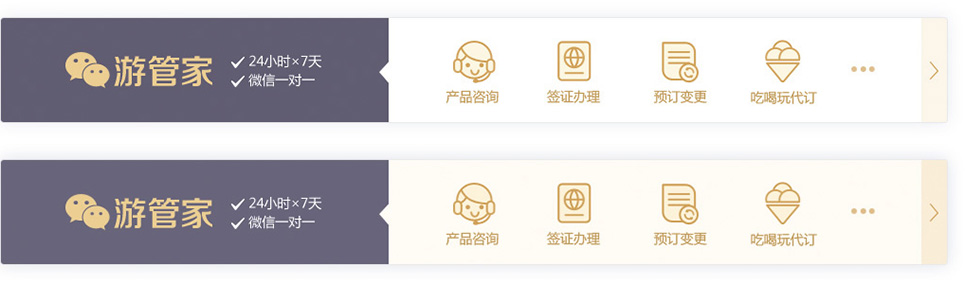 游管家
24小时×7天
微信一对一
产品咨询
签证办理
预订变更
吃喝玩代订
游管家
24小时×7天
微信一对一
产品咨询
签证办理
预订变更
吃喝玩代订